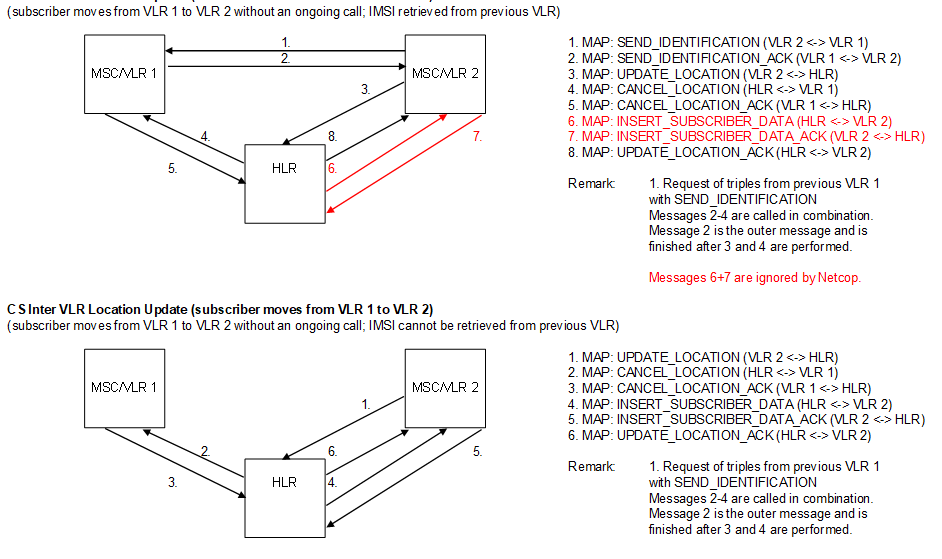 (subscriber moves from VLR 1 to VLR 2 without an ongoing call; IMSI retrieved from previous VLR)
MSC/VLR 1
MSC/VLR 2
HLR
1.
2.
3.
4.
5.
8.
6.
7.
1. MAP: SEND_IDENTIFICATION (VLR 2 <-> VLR 1)
2. MAP: SEND_IDENTIFICATION_ACK (VLR 1 <-> VLR 2)
3. MAP: UPDATE_LOCATION (VLR 2 <-> HLR)
4. MAP: CANCEL_LOCATION (HLR <-> VLR 1)
5. MAP: CANCEL_LOCATION_ACK (VLR 1 <-> HLR)
6. MAP: INSERT_SUBSCRIBER_DATA (HLR <-> VLR 2)
7. MAP: INSERT_SUBSCRIBER_DATA_ACK (VLR 2 <-> HLR)
8. MAP: UPDATE_LOCATION_ACK (HLR <-> VLR 2)
Remark: 1. Request of triples from previous VLR 1
with SEND_IDENTIFICATION
Messages 2-4 are called in combination.
Message 2 is the outer message and is
finished after 3 and 4 are performed.
Messages 6+7 are ignored by Netcop.
CS Inter VLR Location Update (subscriber moves from VLR 1 to VLR 2)
(subscriber moves from VLR 1 to VLR 2 without an ongoing call; IMSI cannot be retrieved from previous VLR)
MSC/VLR 1
MSC/VLR 2
HLR
1.
2.
3.
6.
4.
5.
1. MAP: UPDATE_LOCATION (VLR 2 <-> HLR)
2. MAP: CANCEL_LOCATION (HLR <-> VLR 1)
3. MAP: CANCEL_LOCATION_ACK (VLR 1 <-> HLR)
4. MAP: INSERT_SUBSCRIBER_DATA (HLR <-> VLR 2)
5. MAP: INSERT_SUBSCRIBER_DATA_ACK (VLR 2 <-> HLR)
6. MAP: UPDATE_LOCATION_ACK (HLR <-> VLR 2)
Remark: 1. Request of triples from previous VLR 1
with SEND_IDENTIFICATION
Messages 2-4 are called in combination.
Message 2 is the outer message and is
finished after 3 and 4 are performed.